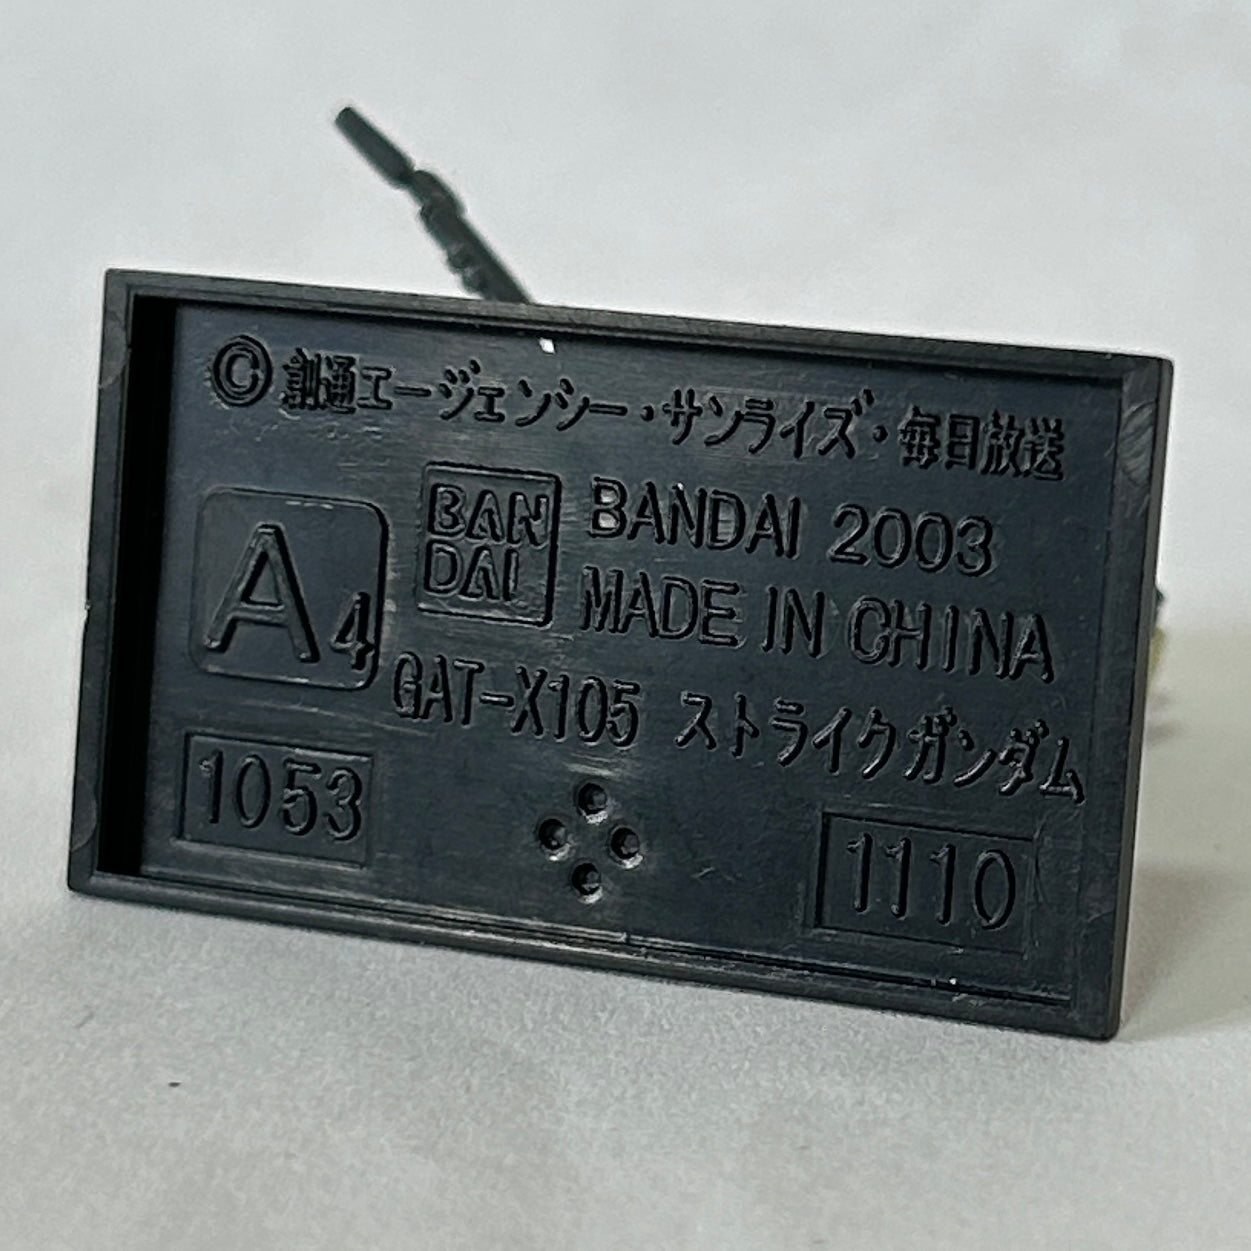 ©創通エージェンシー・サンライズ・毎日放送
A4
BAN
DAI
BANDAI 2003
MADE IN CHINA
GAT-X105 ストライクガンダム
1053
1110